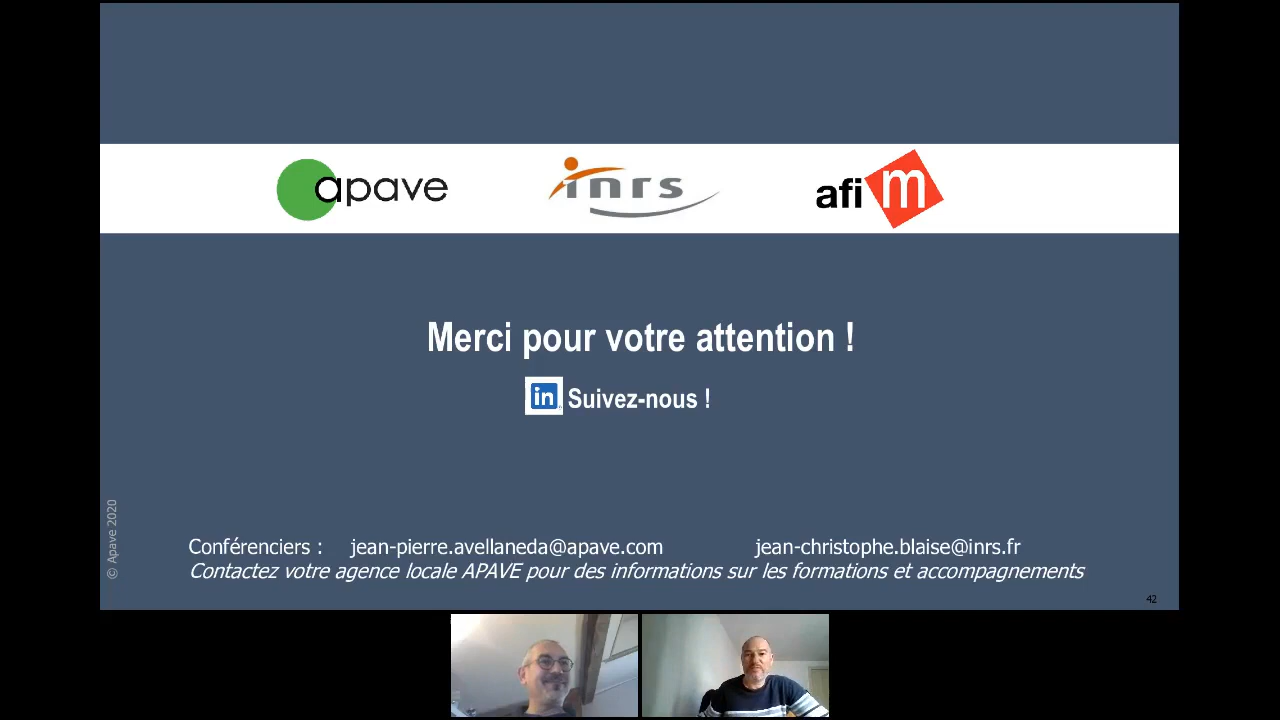 apave
inrs
afim
Merci pour votre attention !
in Suivez-nous !
© Apave 2020
Conférenciers : jean-pierre.avellaneda@apave.com jean-christophe.blaise@inrs.fr
Contactez votre agence locale APAVE pour des informations sur les formations et accompagnements
42